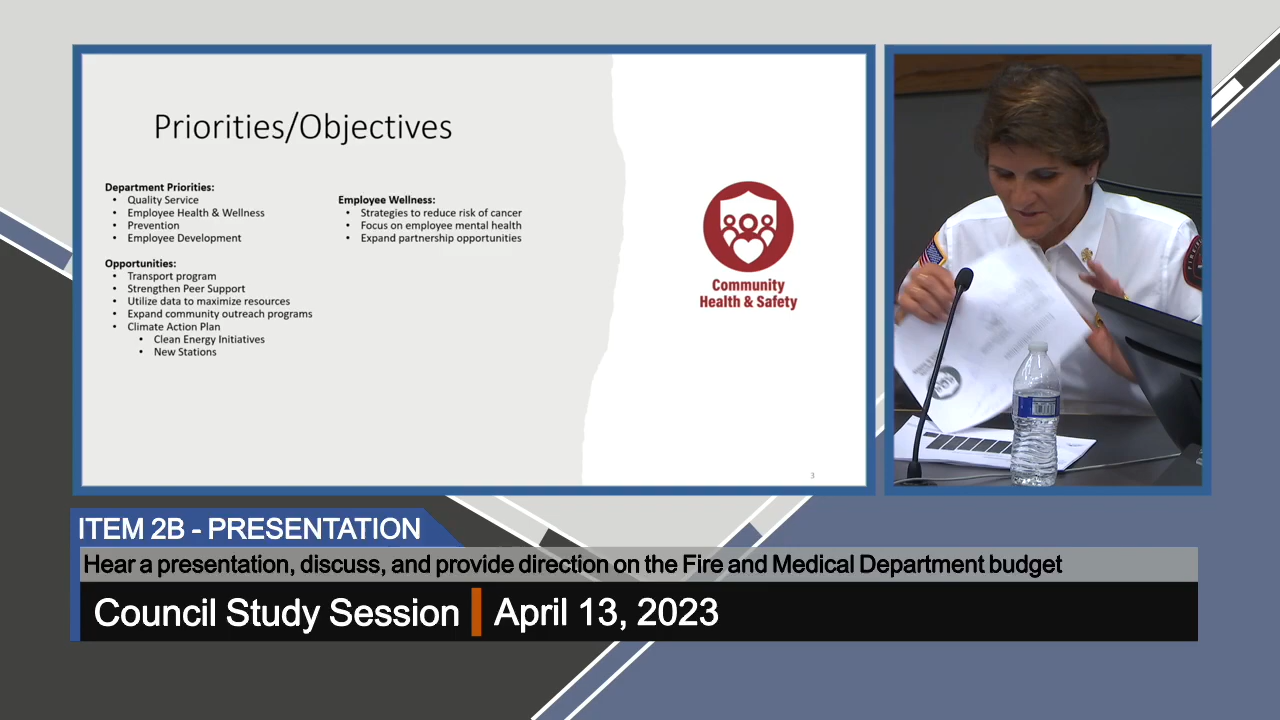 Priorities/Objectives
Department Priorities:
• Quality Service
• Employee Health & Wellness
• Prevention
• Employee Development
Opportunities:
• Transport program
• Strengthen Peer Support
• Utilize data to maximize resources
• Expand community outreach programs
• Climate Action Plan
• Clean Energy Initiatives
• New Stations
Employee Wellness:
• Strategies to reduce risk of cancer
• Focus on employee mental health
• Expand partnership opportunities
Community
Health & Safety
3
ITEM 2B - PRESENTATION
Hear a presentation, discuss, and provide direction on the Fire and Medical Department budget
Council Study Session
April 13, 2023